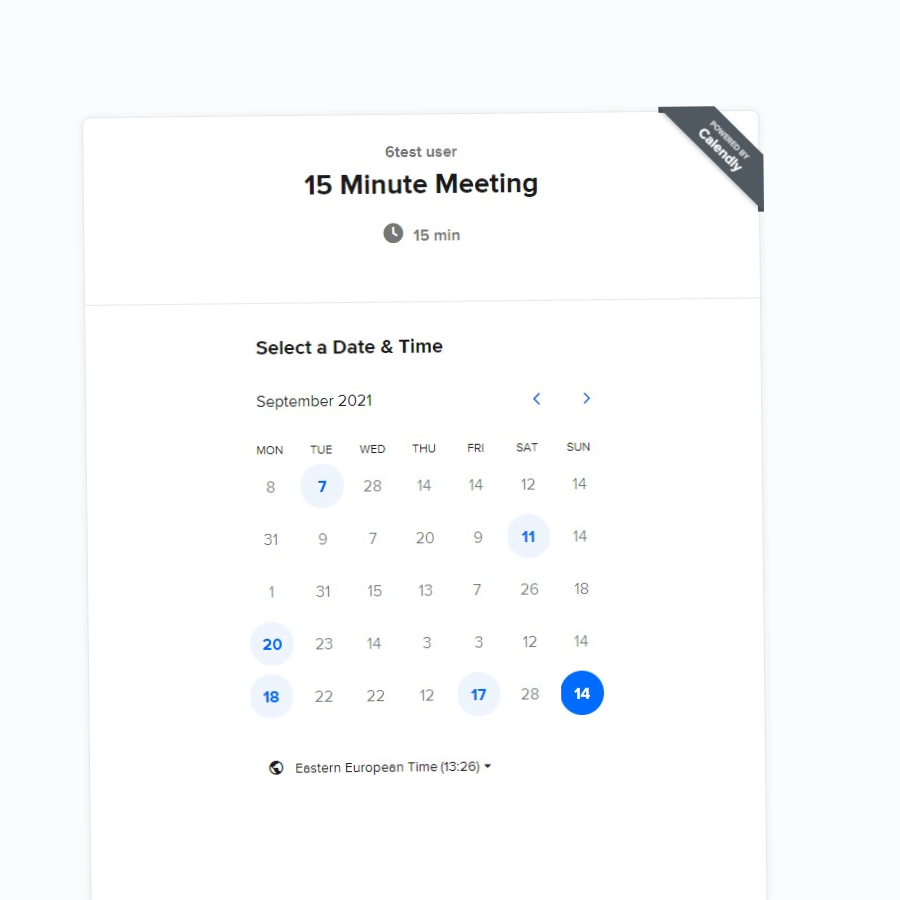 POWERED BY
Calendly
6test user
15 Minute Meeting
15 min
Select a Date & Time
September 2021
MON TUE WED THU FRI SAT SUN
8 7 28 14 14 12 14
31 9 7 20 9 11 14
1 31 15 13 7 26 18
20 23 14 3 3 12 14
18 22 22 12 17 28 14
Eastern European Time (13:26)